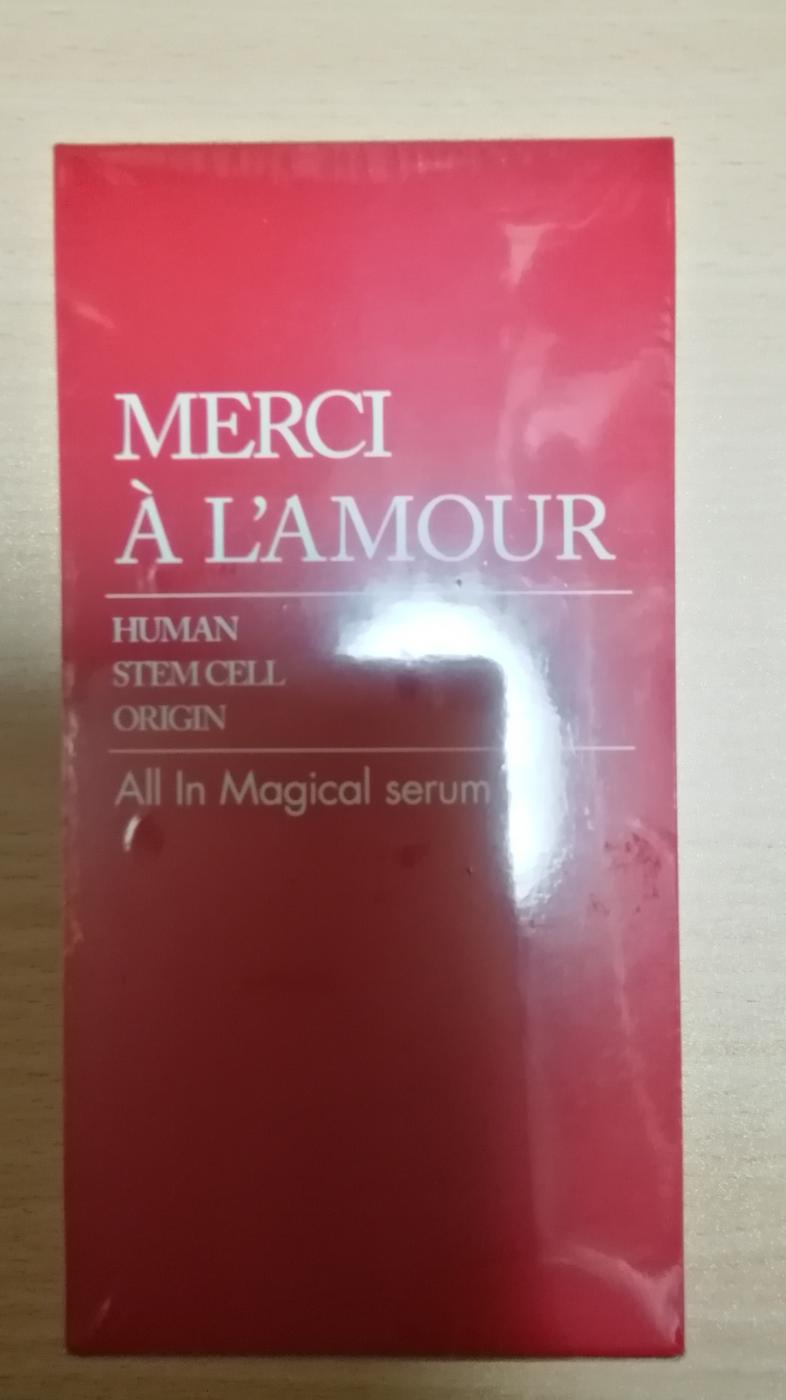 MERCI
À L'AMOUR
HUMAN
STEM CELL
ORIGIN
All In Magical serum